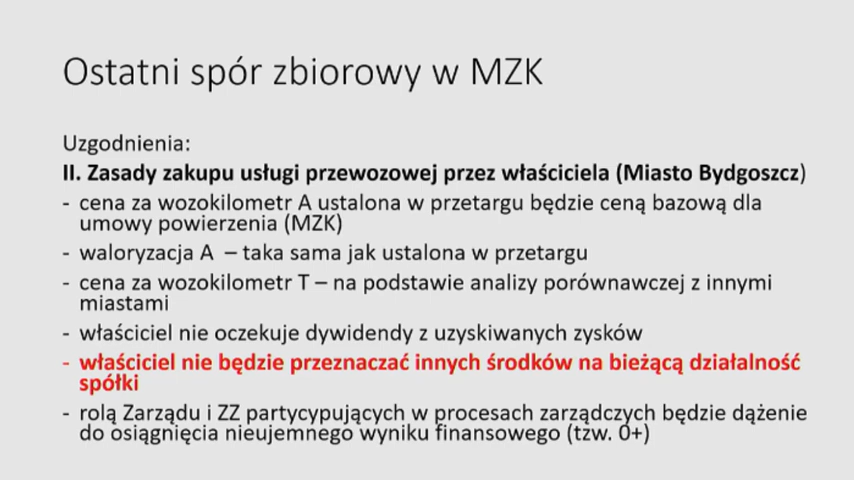 Ostatni spór zbiorowy w MZK
Uzgodnienia:
II. Zasady zakupu usługi przewozowej przez właściciela (Miasto Bydgoszcz)
- cena za wozokilometr A ustalona w przetargu będzie ceną bazową dla
umowy powierzenia (MZK)
- waloryzacja A – taka sama jak ustalona w przetargu
- cena za wozokilometr T – na podstawie analizy porównawczej z innymi
miastami
- właściciel nie oczekuje dywidendy z uzyskiwanych zysków
- właściciel nie będzie przeznaczać innych środków na bieżącą działalność
spółki
- rolą Zarządu i ZZ partycypujących w procesach zarządczych będzie dążenie
do osiągnięcia nieujemnego wyniku finansowego (tzw. 0+)